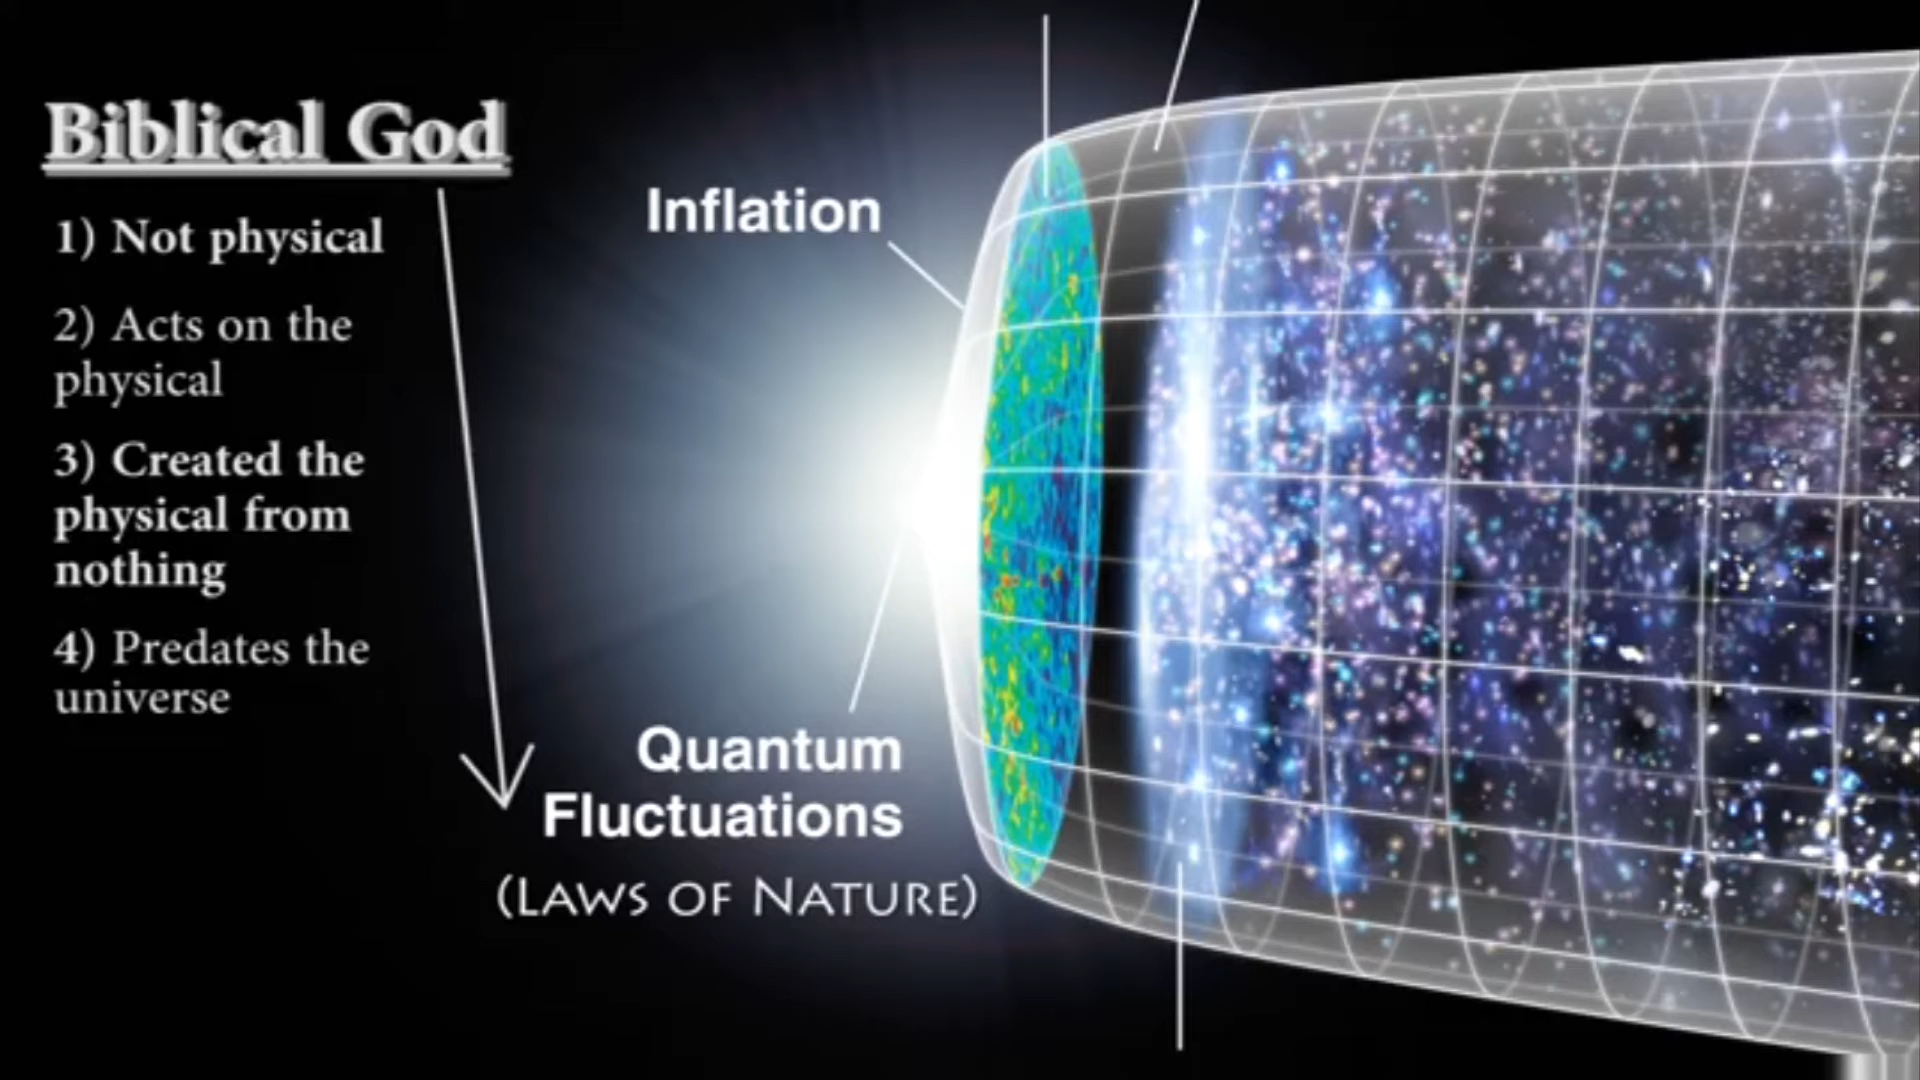 Biblical God
1) Not physical
2) Acts on the
physical
3) Created the
physical from
nothing
4) Predates the
universe
Inflation
Quantum
Fluctuations
(Laws of Nature)